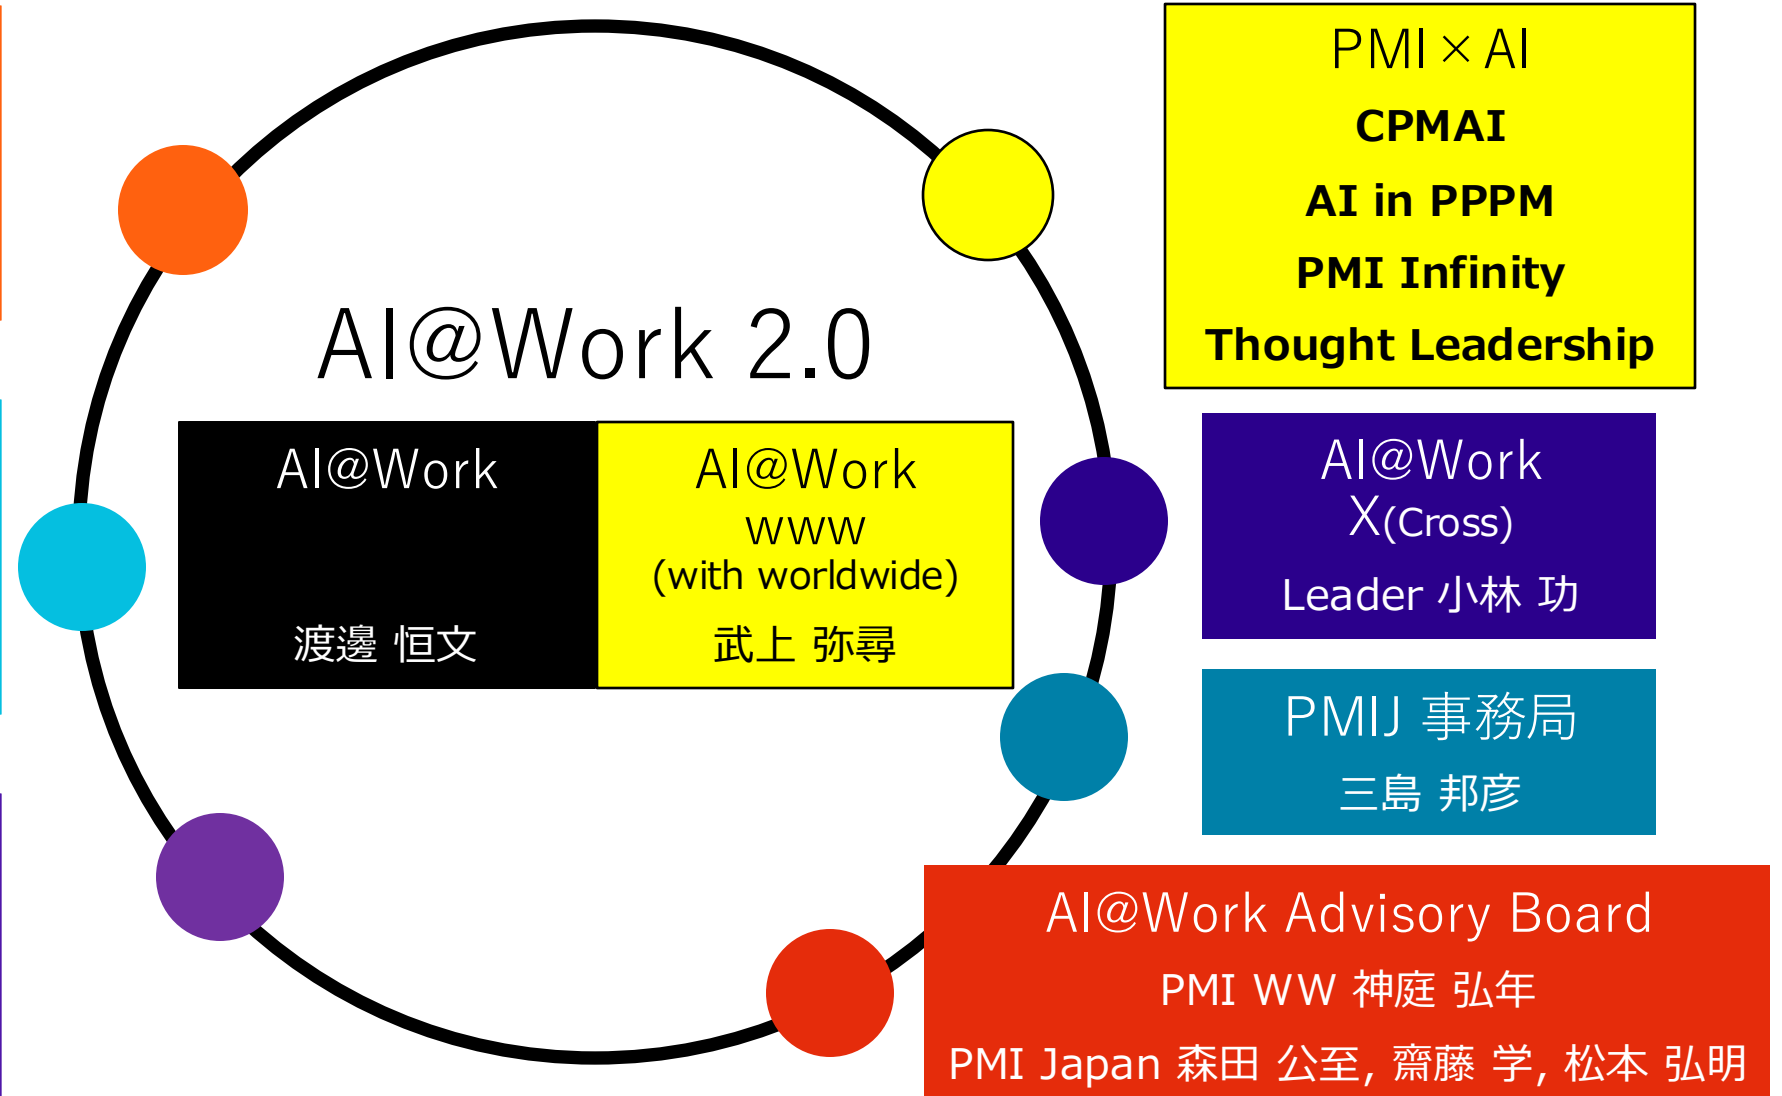 AI@Work 2.0
AI@Work
渡邊 恒文
AI@Work
www
(with worldwide)
武上 弥尋
PMI×AI
CPMAI
AI in PPPM
PMI Infinity
Thought Leadership
AI@Work
X(Cross)
Leader 小林 功
PMIJ 事務局
三島 邦彦
AI@Work Advisory Board
PMI WW 神庭 弘年
PMI Japan 森田 公至, 齋藤 学, 松本 弘明